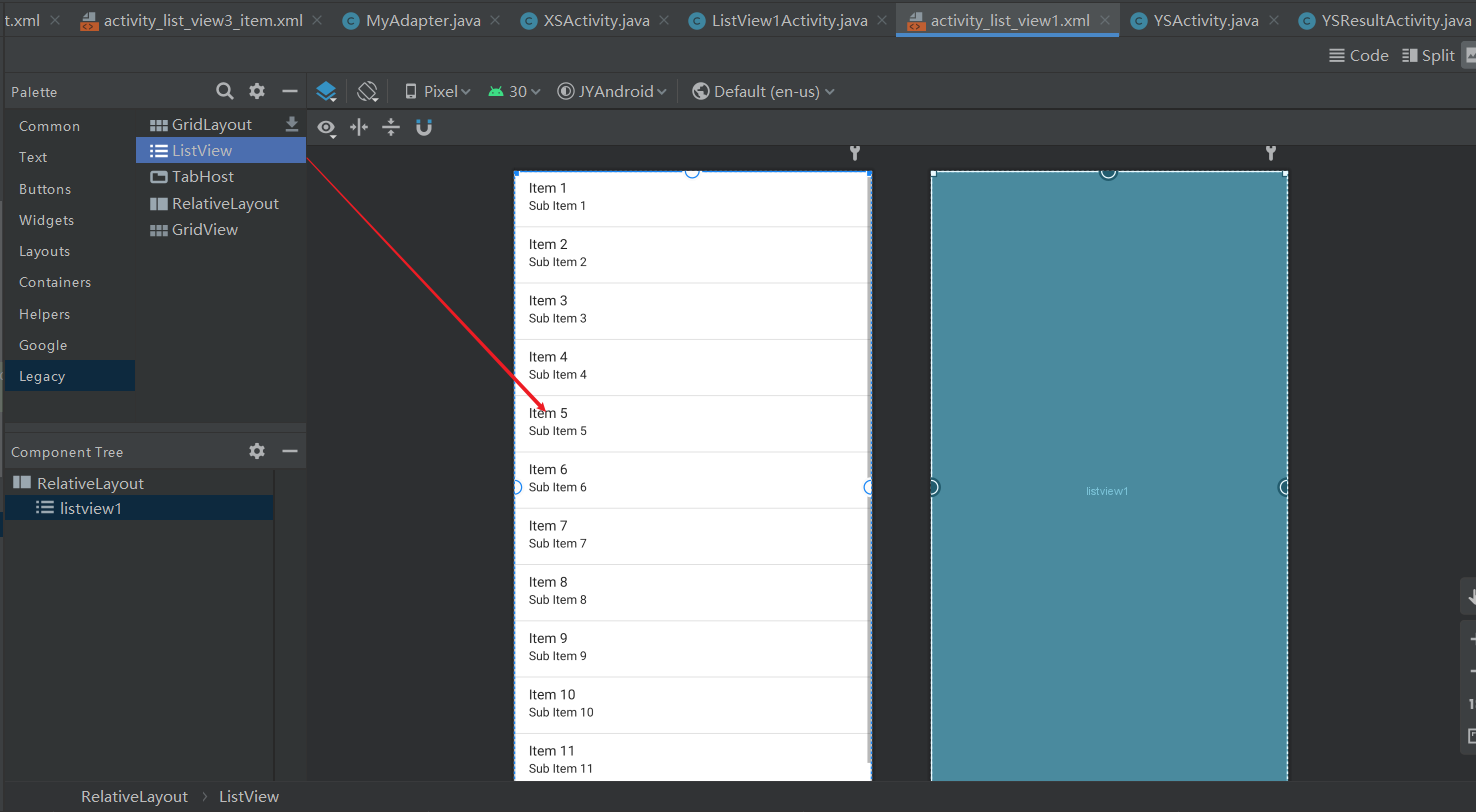 t.xml activity_list_view3_item.xml MyAdapter.java XSActivity.java ListView1Activity.java activity_list_view1.xml YSActivity.java YSResultActivity.java
Code Split
Palette
Pixel 30 JYAndroid Default (en-us)
Common
Text
Buttons
Widgets
Layouts
Containers
Helpers
Google
Legacy
GridLayout
ListView
TabHost
RelativeLayout
GridView
Component Tree
RelativeLayout
listview1
Item 1
Sub Item 1
Item 2
Sub Item 2
Item 3
Sub Item 3
Item 4
Sub Item 4
Item 5
Sub Item 5
Item 6
Sub Item 6
Item 7
Sub Item 7
Item 8
Sub Item 8
Item 9
Sub Item 9
Item 10
Sub Item 10
Item 11
Sub Item 11
listview1
RelativeLayout ListView